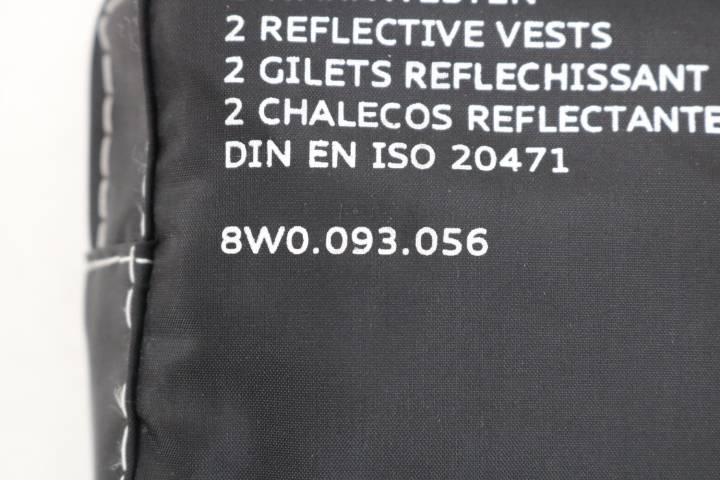 2 REFLECTIVE VESTS
2 GILETS REFLECHISSANT
2 CHALECOS REFLECTANTE
DIN EN ISO 20471
8W0.093.056